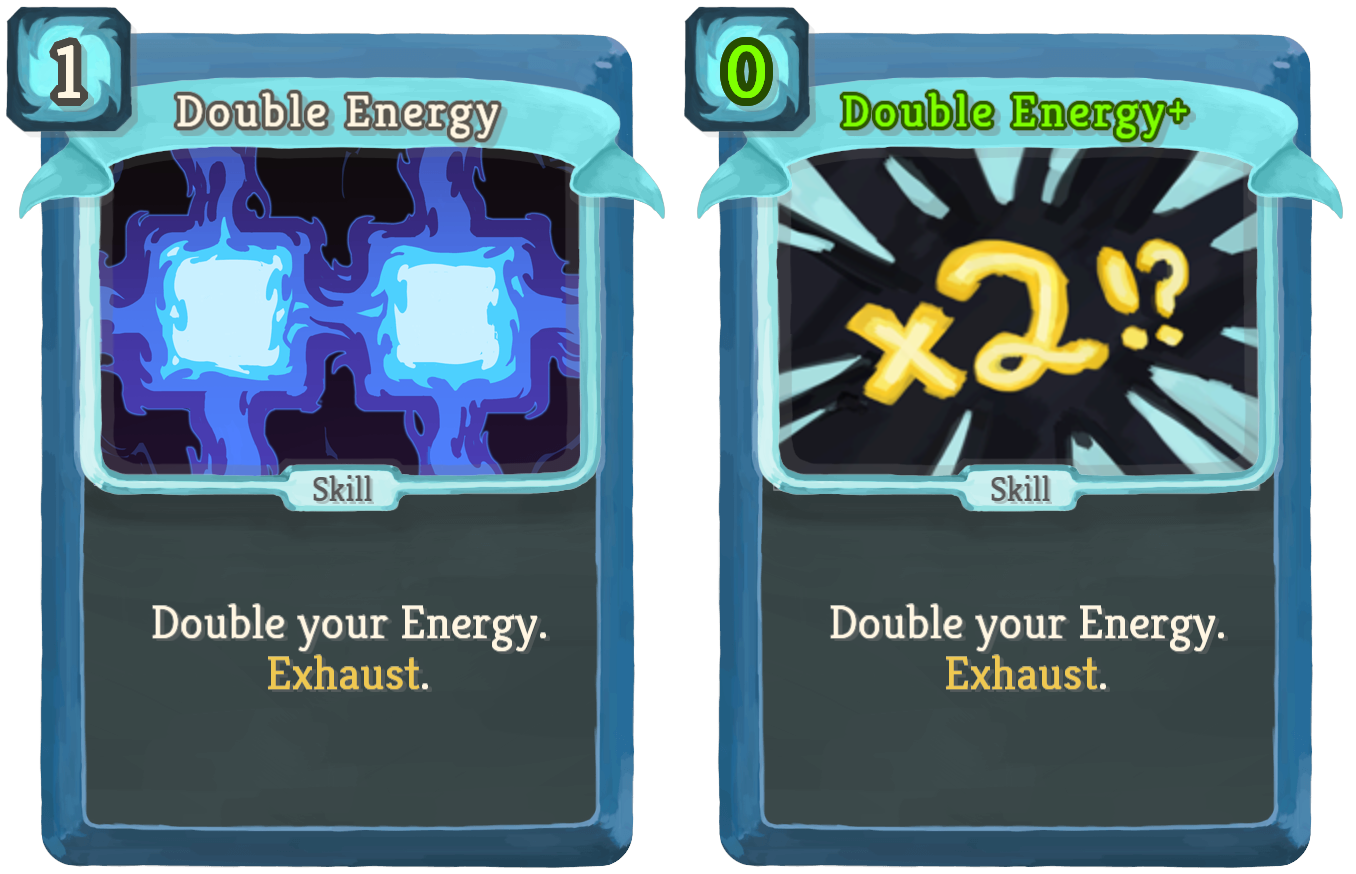 1
Double Energy
Skill
Double your Energy.
Exhaust.
0
Double Energy+
x2!?
Skill
Double your Energy.
Exhaust.